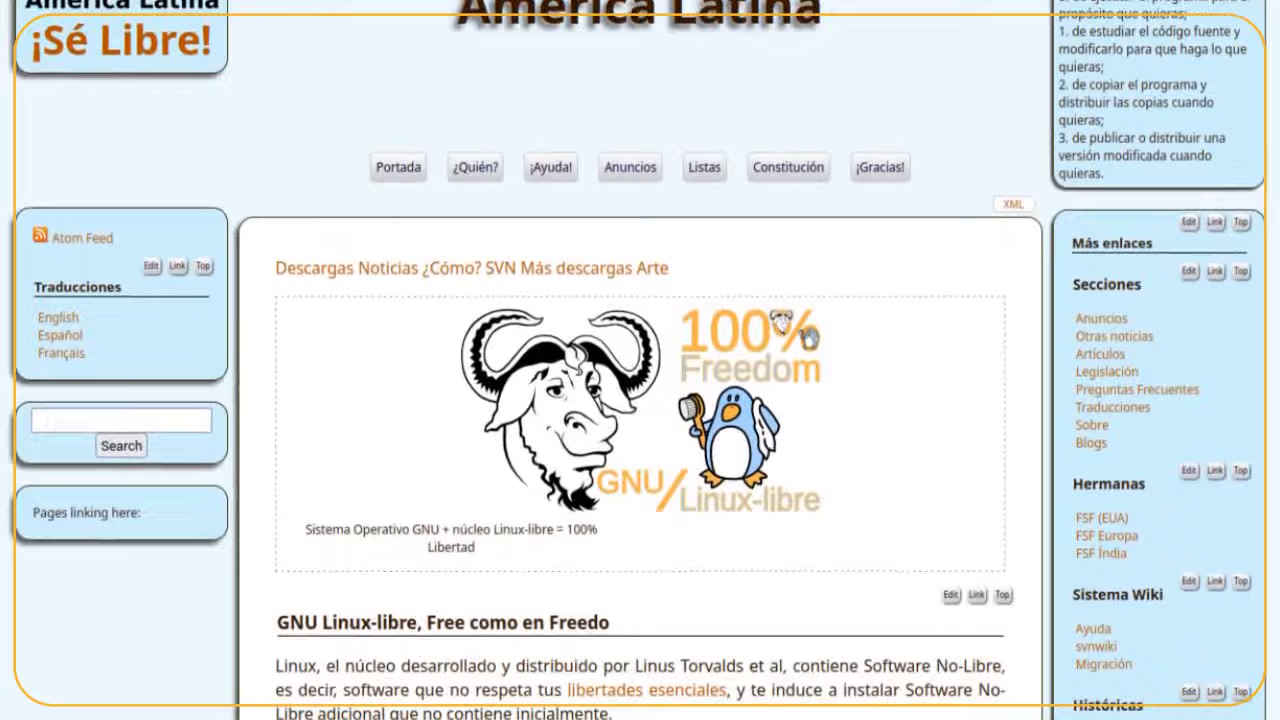 América Latina
¡Sé Libre!
América Latina
propósito que quieras;
1. de estudiar el código fuente y
modificarlo para que haga lo que
quieras;
2. de copiar el programa y
distribuir las copias cuando
quieras;
3. de publicar o distribuir una
versión modificada cuando
quieras.
Portada
¿Quién?
¡Ayuda!
Anuncios
Listas
Constitución
¡Gracias!
XML
Atom Feed
Edit Link Top
Traducciones
English
Español
Français
Search
Pages linking here:
Descargas Noticias ¿Cómo? SVN Más descargas Arte
100%
Freedom
GNU/Linux-libre
Sistema Operativo GNU + núcleo Linux-libre = 100%
Libertad
Edit Link Top
GNU Linux-libre, Free como en Freedo
Linux, el núcleo desarrollado y distribuido por Linus Torvalds et al, contiene Software No-Libre,
es decir, software que no respeta tus libertades esenciales, y te induce a instalar Software No-
Libre adicional que no contiene inicialmente.
Edit Link Top
Más enlaces
Edit Link Top
Secciones
Anuncios
Otras noticias
Artículos
Legislación
Preguntas Frecuentes
Traducciones
Sobre
Blogs
Edit Link Top
Hermanas
FSF (EUA)
FSF Europa
FSF Índia
Edit Link Top
Sistema Wiki
Ayuda
svnwiki
Migración
Edit Link Top
Históricas